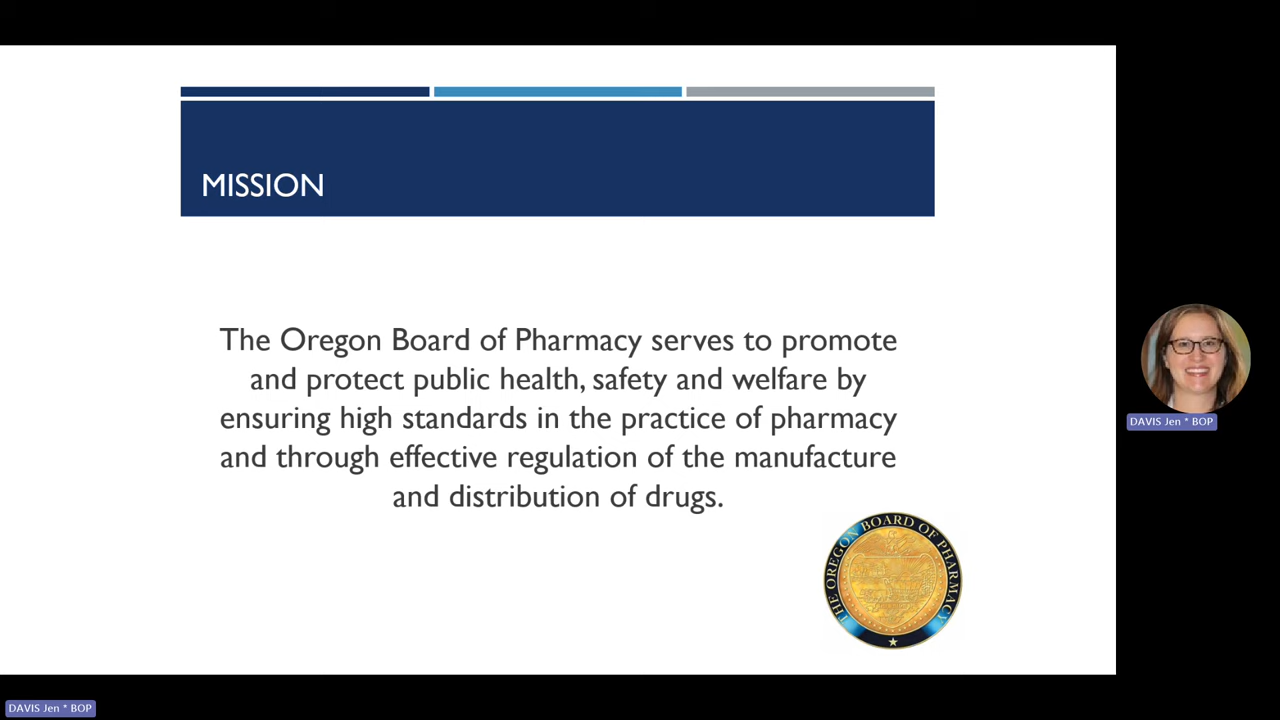 MISSION
The Oregon Board of Pharmacy serves to promote
and protect public health, safety and welfare by
ensuring high standards in the practice of pharmacy
and through effective regulation of the manufacture
and distribution of drugs.
THE OREGON BOARD OF PHARMACY
DAVIS Jen * BOP
DAVIS Jen * BOP